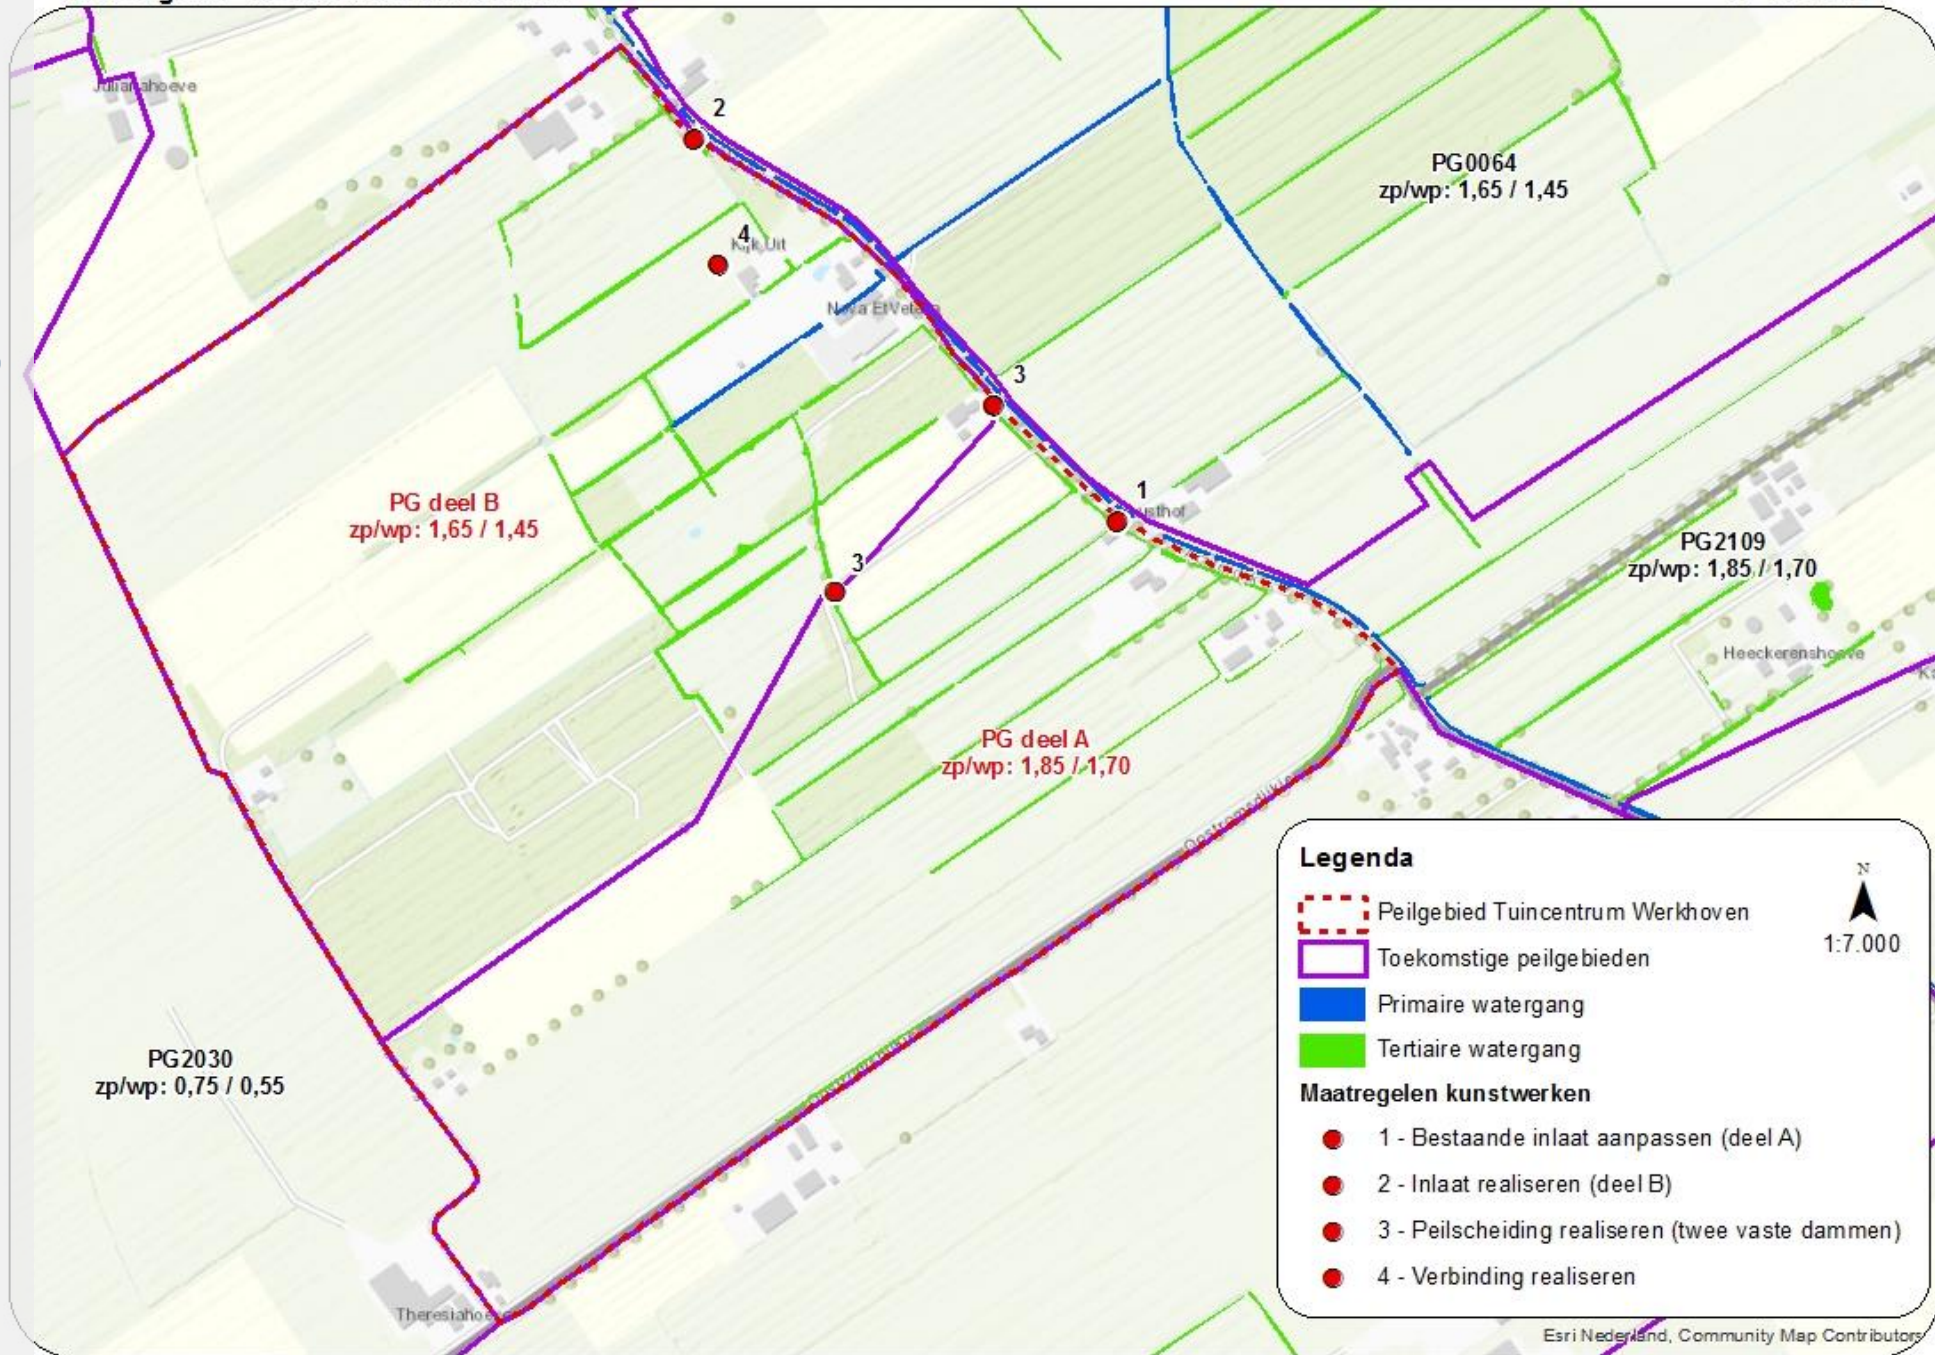 Julianahoeve
2
PG0064
zp/wp: 1,65 / 1,45
4
Kijk Uit
Nova Et Vetera
3
1
PG deel B
zp/wp: 1,65 / 1,45
PG2109
zp/wp: 1,85 / 1,70
3
Heeckerenshoeve
PG deel A
zp/wp: 1,85 / 1,70
PG2030
zp/wp: 0,75 / 0,55
Theresiahoeve
Legenda
Peilgebied Tuincentrum Werkhoven
Toekomstige peilgebieden
Primaire watergang
Tertiaire watergang
N
1:7.000
Maatregelen kunstwerken
1 - Bestaande inlaat aanpassen (deel A)
2 - Inlaat realiseren (deel B)
3 - Peilscheiding realiseren (twee vaste dammen)
4 - Verbinding realiseren
Esri Nederland, Community Map Contributors